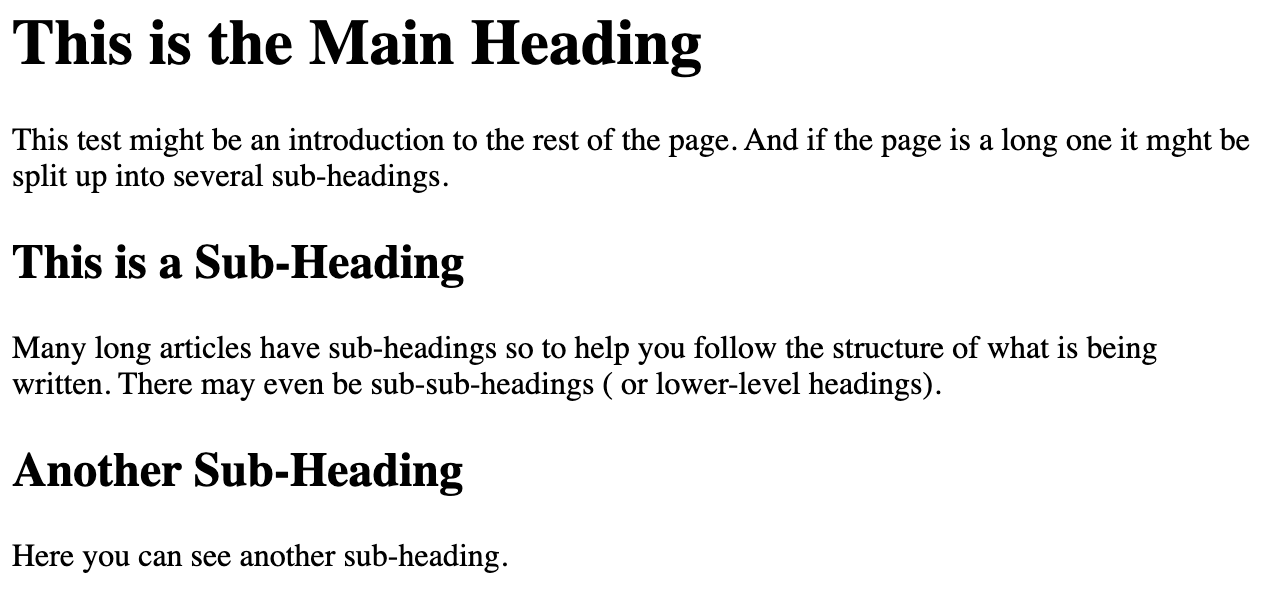 This is the Main Heading
This test might be an introduction to the rest of the page. And if the page is a long one it mght be
split up into several sub-headings.
This is a Sub-Heading
Many long articles have sub-headings so to help you follow the structure of what is being
written. There may even be sub-sub-headings ( or lower-level headings).
Another Sub-Heading
Here you can see another sub-heading.